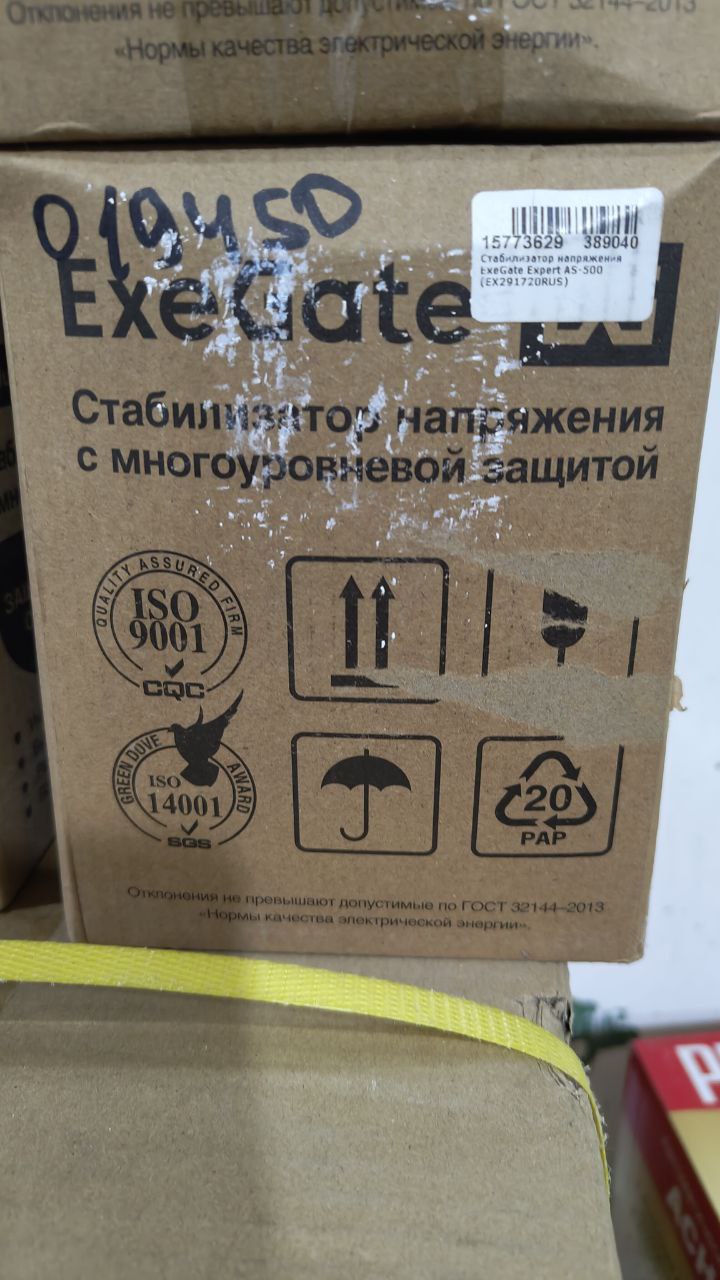 Отклонения не превышают допустимые по ГОСТ 32144–2013
«Нормы качества электрической энергии».
019450
15773629 389040
Стабилизатор напряжения
ExeGate Expert AS-500
(EX291720RUS)
ExeGate
Стабилизатор напряжения
с многоуровневой защитой
QUALITY ASSURED FIRM
ISO
9001
CQC
GREEN DOVE AWARD
ISO
14001
SGS
20
PAP
Отклонения не превышают допустимые по ГОСТ 32144–2013
«Нормы качества электрической энергии».